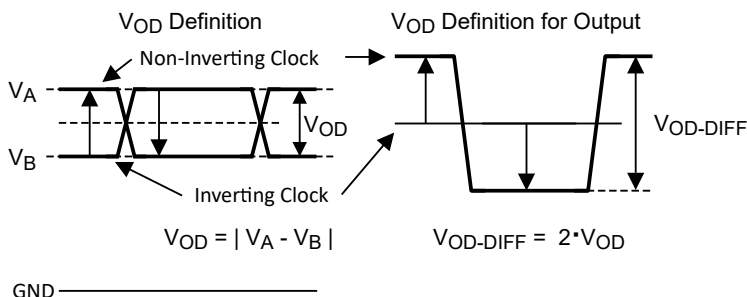 V_OD Definition
V_OD Definition for Output
Non-Inverting Clock
V_A
V_OD
V_B
V_OD-DIFF
Inverting Clock
V_OD = | V_A - V_B |
V_OD-DIFF = 2·V_OD
GND